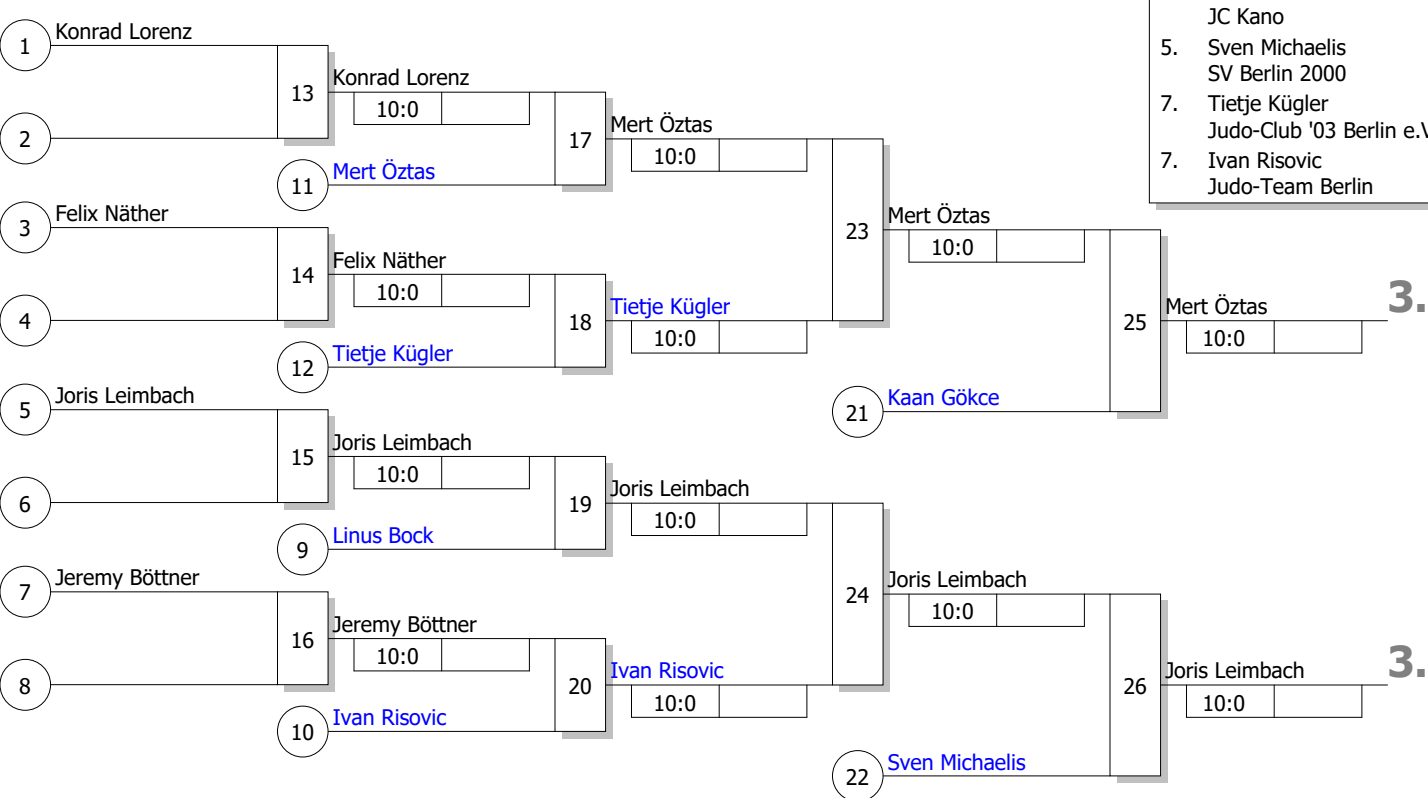 JC Kano
5. Sven Michaelis
SV Berlin 2000
7. Tietje Kügler
Judo-Club '03 Berlin e.V
7. Ivan Risovic
Judo-Team Berlin
1 Konrad Lorenz
2
13 Konrad Lorenz
10:0
11 Mert Öztas
17 Mert Öztas
10:0
3 Felix Näther
4
14 Felix Näther
10:0
12 Tietje Kügler
18 Tietje Kügler
10:0
23 Mert Öztas
10:0
5 Joris Leimbach
6
15 Joris Leimbach
10:0
9 Linus Bock
19 Joris Leimbach
10:0
7 Jeremy Böttner
8
16 Jeremy Böttner
10:0
10 Ivan Risovic
20 Ivan Risovic
10:0
24 Joris Leimbach
10:0
21 Kaan Gökce
25 Mert Öztas
10:0
3.
22 Sven Michaelis
26 Joris Leimbach
10:0
3.